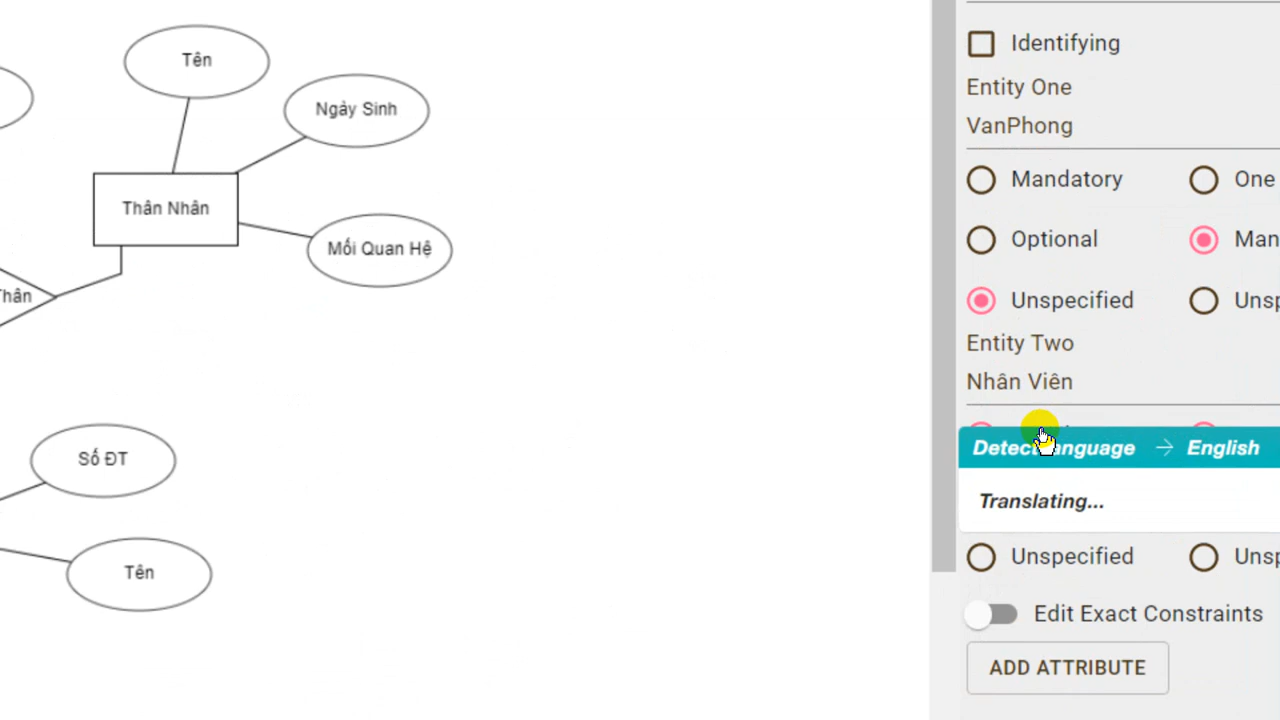 Tên
Ngày Sinh
Thân Nhân
Mối Quan Hệ
Thân
Số ĐT
Tên
Identifying
Entity One
VanPhong
Mandatory
One
Optional
Man
Unspecified
Unsp
Entity Two
Nhân Viên
Detect language → English
Translating...
Unspecified
Unsp
Edit Exact Constraints
ADD ATTRIBUTE